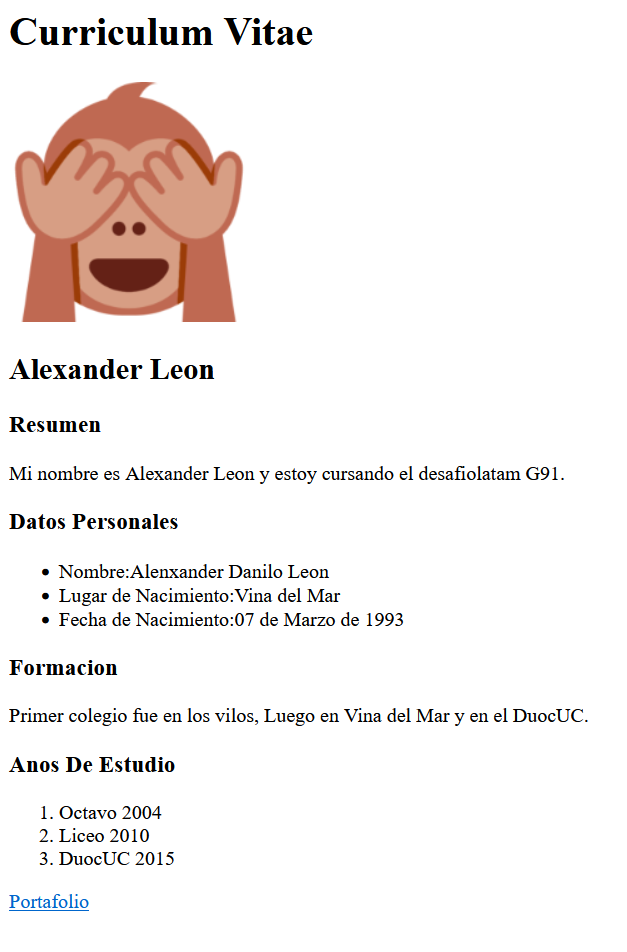 Curriculum Vitae
Alexander Leon
Resumen
Mi nombre es Alexander Leon y estoy cursando el desafiolatam G91.
Datos Personales
• Nombre:Alenxander Danilo Leon
• Lugar de Nacimiento:Vina del Mar
• Fecha de Nacimiento:07 de Marzo de 1993
Formacion
Primer colegio fue en los vilos, Luego en Vina del Mar y en el DuocUC.
Anos De Estudio
1. Octavo 2004
2. Liceo 2010
3. DuocUC 2015
Portafolio